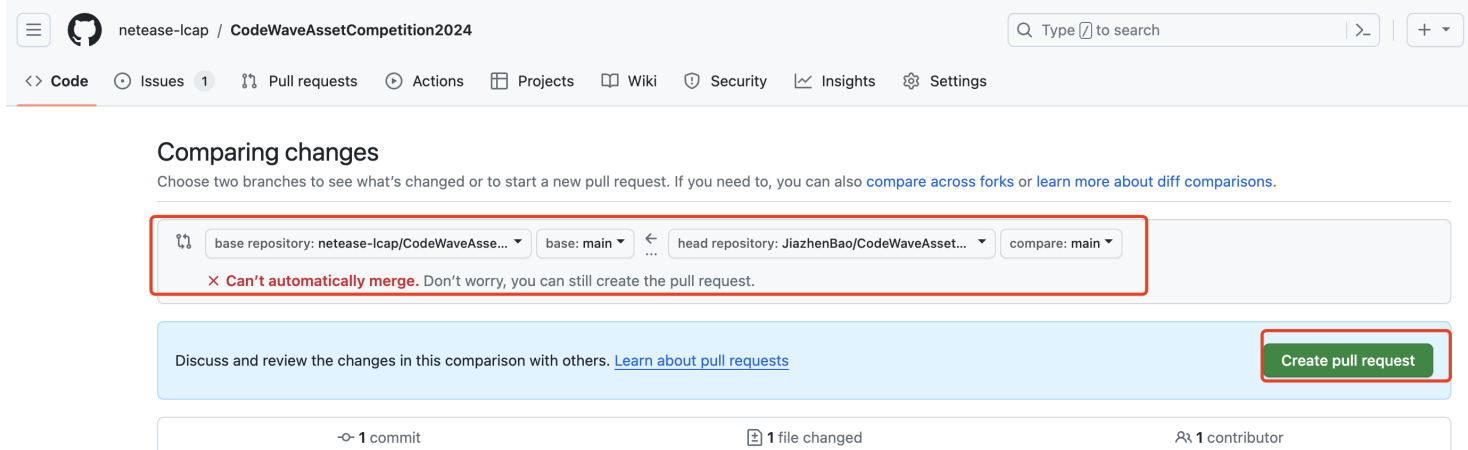 netease-lcap / CodeWaveAssetCompetition2024 Type / to search
Code Issues 1 Pull requests Actions Projects Wiki Security Insights Settings
Comparing changes
Choose two branches to see what's changed or to start a new pull request. If you need to, you can also compare across forks or learn more about diff comparisons.
base repository: netease-lcap/CodeWaveAsse... base: main head repository: JiazhenBao/CodeWaveAsset... compare: main
Can't automatically merge. Don't worry, you can still create the pull request.
Discuss and review the changes in this comparison with others. Learn about pull requests Create pull request
1 commit 1 file changed 1 contributor